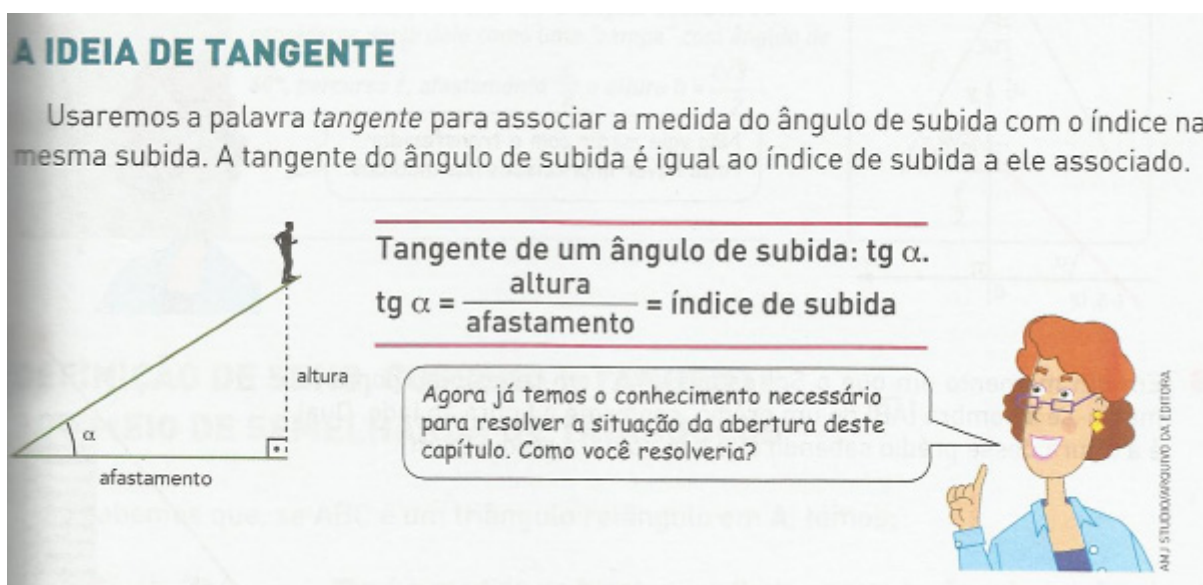 A IDEIA DE TANGENTE
Usaremos a palavra tangente para associar a medida do ângulo de subida com o índice na
mesma subida. A tangente do ângulo de subida é igual ao índice de subida a ele associado.
Tangente de um ângulo de subida: tg α.
tg α = altura / afastamento = índice de subida
altura
α
afastamento
Agora já temos o conhecimento necessário
para resolver a situação da abertura deste
capítulo. Como você resolveria?
AMJ STUDIO/ARQUIVO DA EDITORA